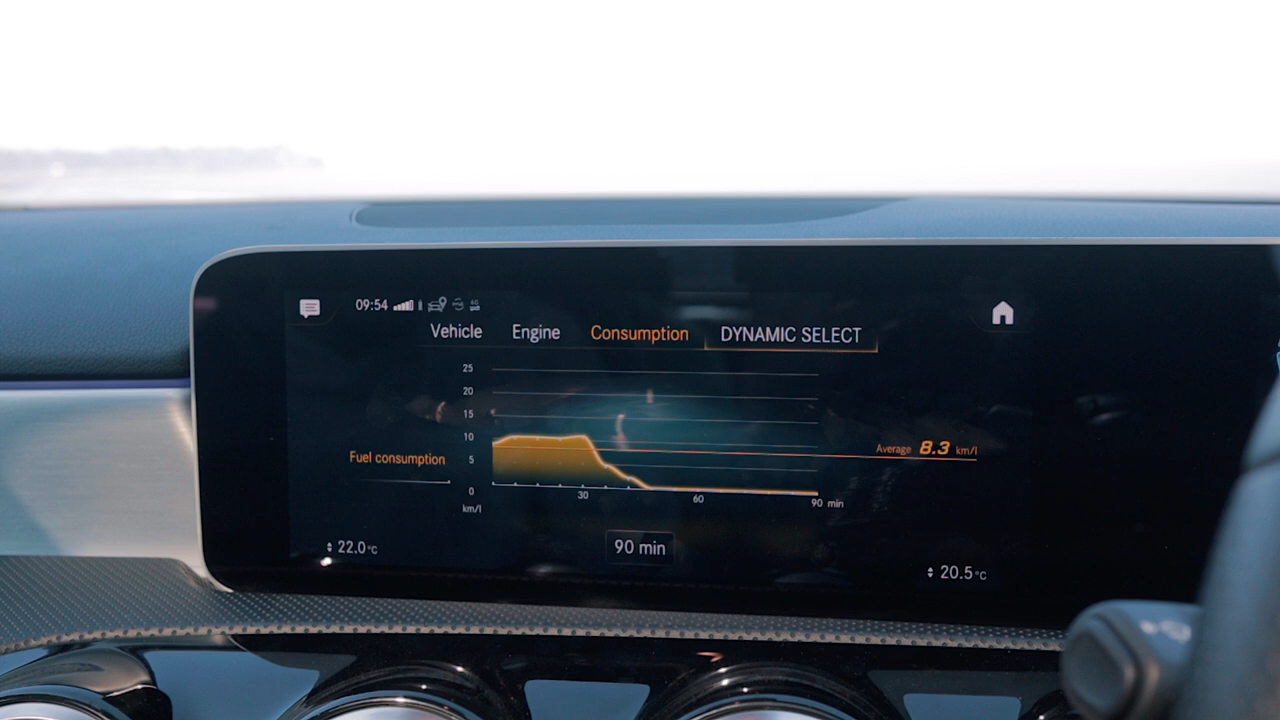 09:54 4G
Vehicle Engine Consumption DYNAMIC SELECT
25
20
15
10
Average 8.3 km/l
Fuel consumption 5
0
30 60 90 min
km/l
22.0°C 90 min
20.5°C